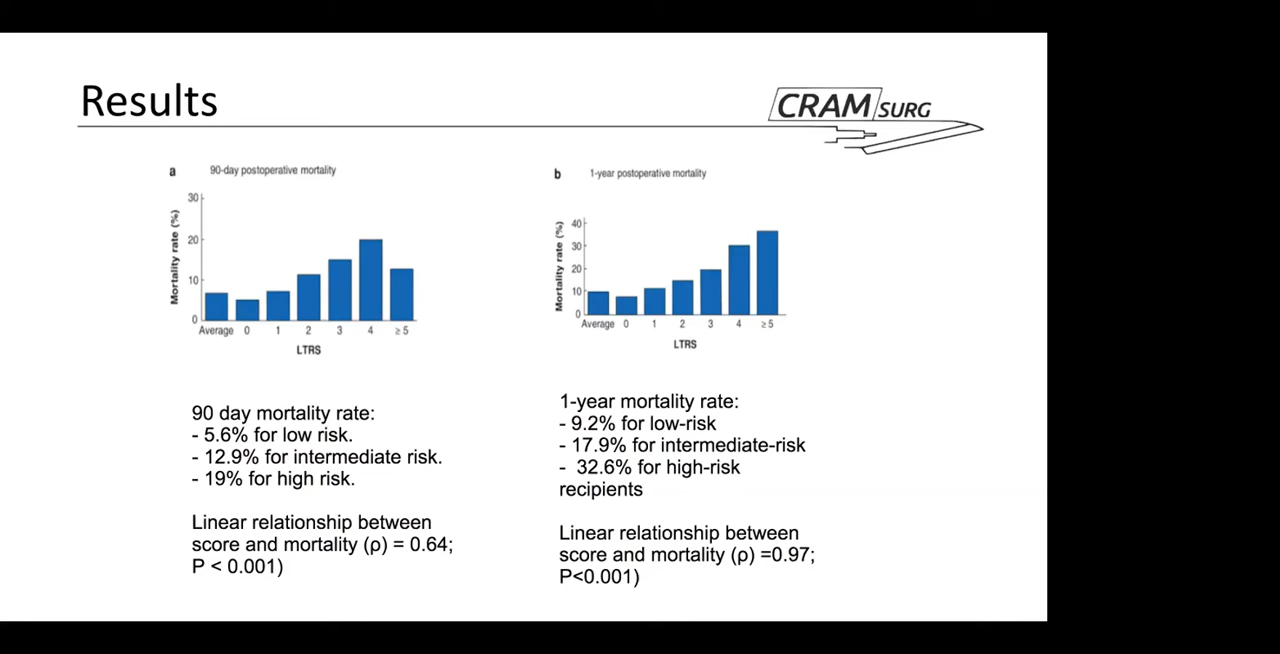 Results
CRAM SURG
a 90-day postoperative mortality
30
20
10
0
Mortality rate (%)
Average 0 1 2 3 4 ≥ 5
LTRS
b 1-year postoperative mortality
40
30
20
10
0
Mortality rate (%)
Average 0 1 2 3 4 ≥ 5
LTRS
90 day mortality rate:
- 5.6% for low risk.
- 12.9% for intermediate risk.
- 19% for high risk.
Linear relationship between
score and mortality (ρ) = 0.64;
P < 0.001)
1-year mortality rate:
- 9.2% for low-risk
- 17.9% for intermediate-risk
- 32.6% for high-risk
recipients
Linear relationship between
score and mortality (ρ) =0.97;
P<0.001)